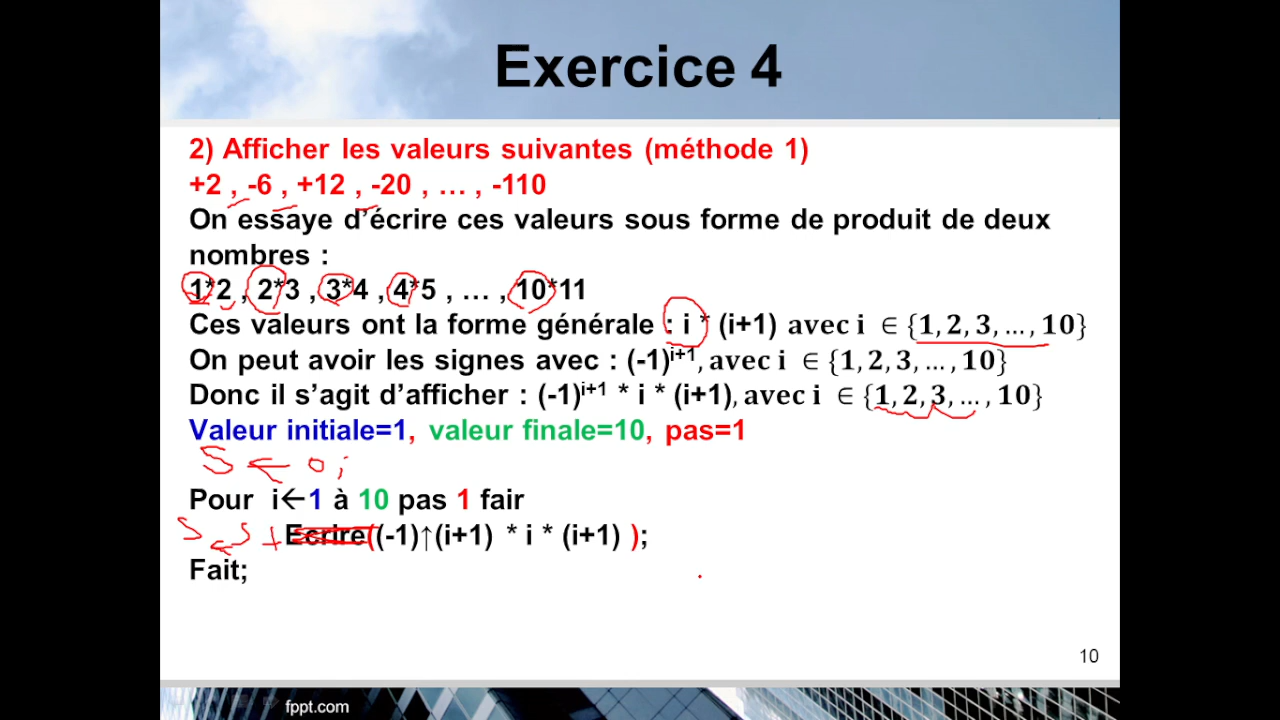 Exercice 4
2) Afficher les valeurs suivantes (méthode 1)
+2 , -6 , +12 , -20 , … , -110
On essaye d’écrire ces valeurs sous forme de produit de deux
nombres :
1*2 , 2*3 , 3*4 , 4*5 , … , 10*11
Ces valeurs ont la forme générale : i * (i+1) avec i ∈ {1, 2, 3, … , 10}
On peut avoir les signes avec : (-1)^{i+1}, avec i ∈ {1, 2, 3, … , 10}
Donc il s’agit d’afficher : (-1)^{i+1} * i * (i+1), avec i ∈ {1, 2, 3, … , 10}
Valeur initiale=1, valeur finale=10, pas=1
S ← 0 ;
Pour i←1 à 10 pas 1 fair
S ← S + Ecrire((-1)↑(i+1) * i * (i+1) );
Fait;
10
fppt.com